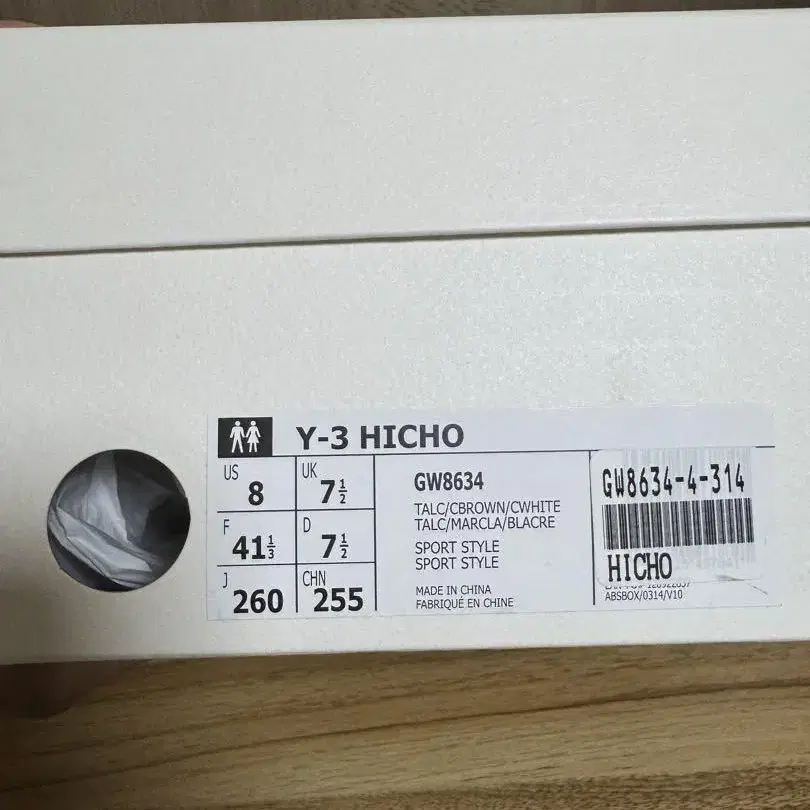 Y-3 HICHO
US
8
UK
7½
F
41⅓
D
7½
J
260
CHN
255
GW8634
TALC/CBROWN/CWHITE
TALC/MARCLA/BLACRE
SPORT STYLE
SPORT STYLE
MADE IN CHINA
FABRIQUÉ EN CHINE
GW8634-4-314
HICHO
ABSBOX/0314/V10